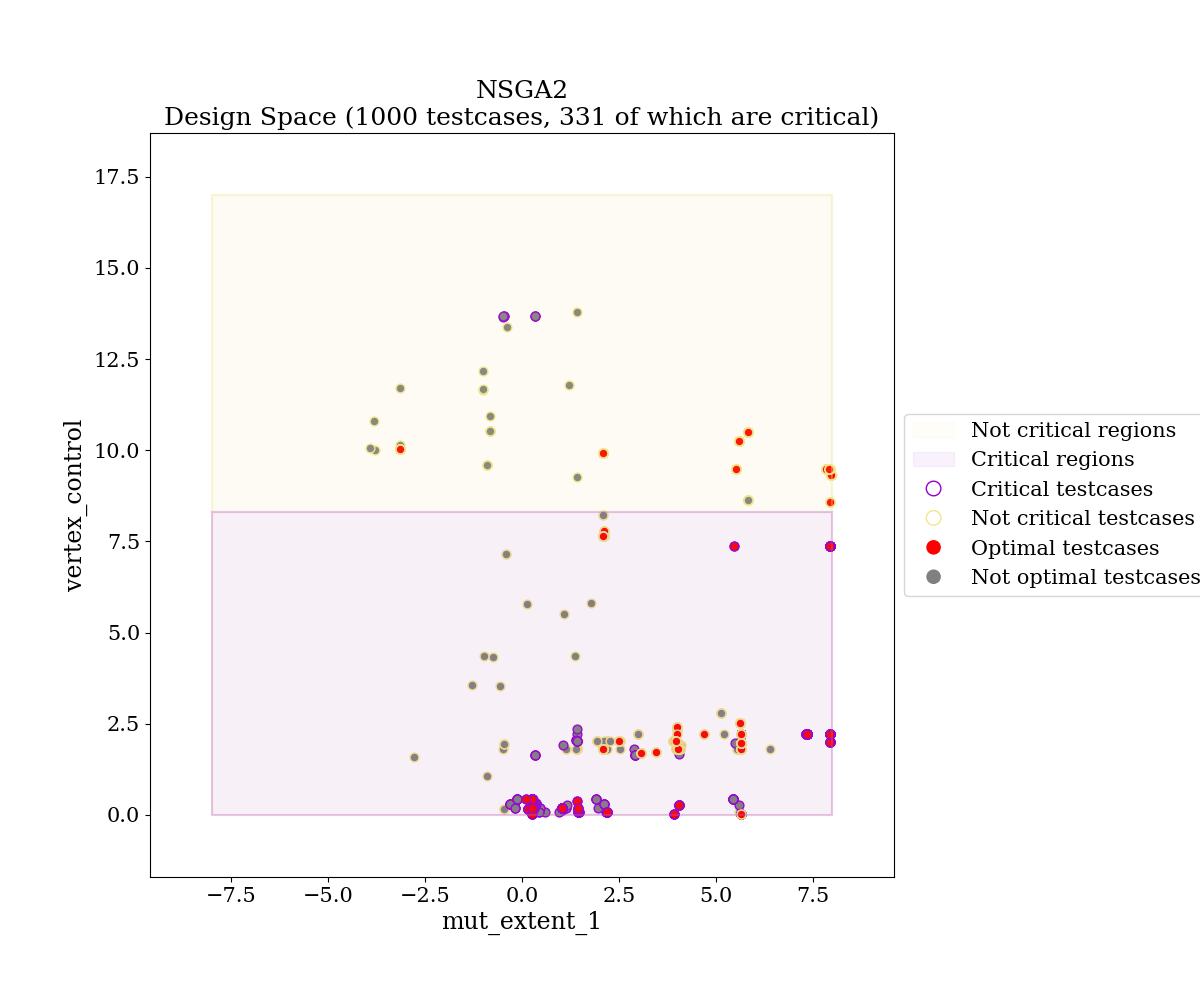 NSGA2
Design Space (1000 testcases, 331 of which are critical)
17.5
15.0
12.5
10.0
7.5
5.0
2.5
0.0
vertex_control
−7.5
−5.0
−2.5
0.0
2.5
5.0
7.5
mut_extent_1
Not critical regions
Critical regions
Critical testcases
Not critical testcases
Optimal testcases
Not optimal testcases